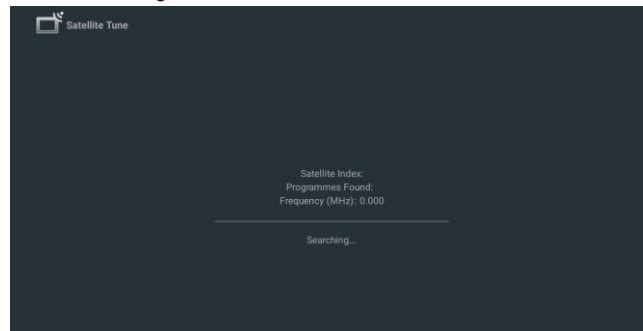 Satellite Tune
Satellite Index:
Programmes Found:
Frequency (MHz): 0.000
Searching...